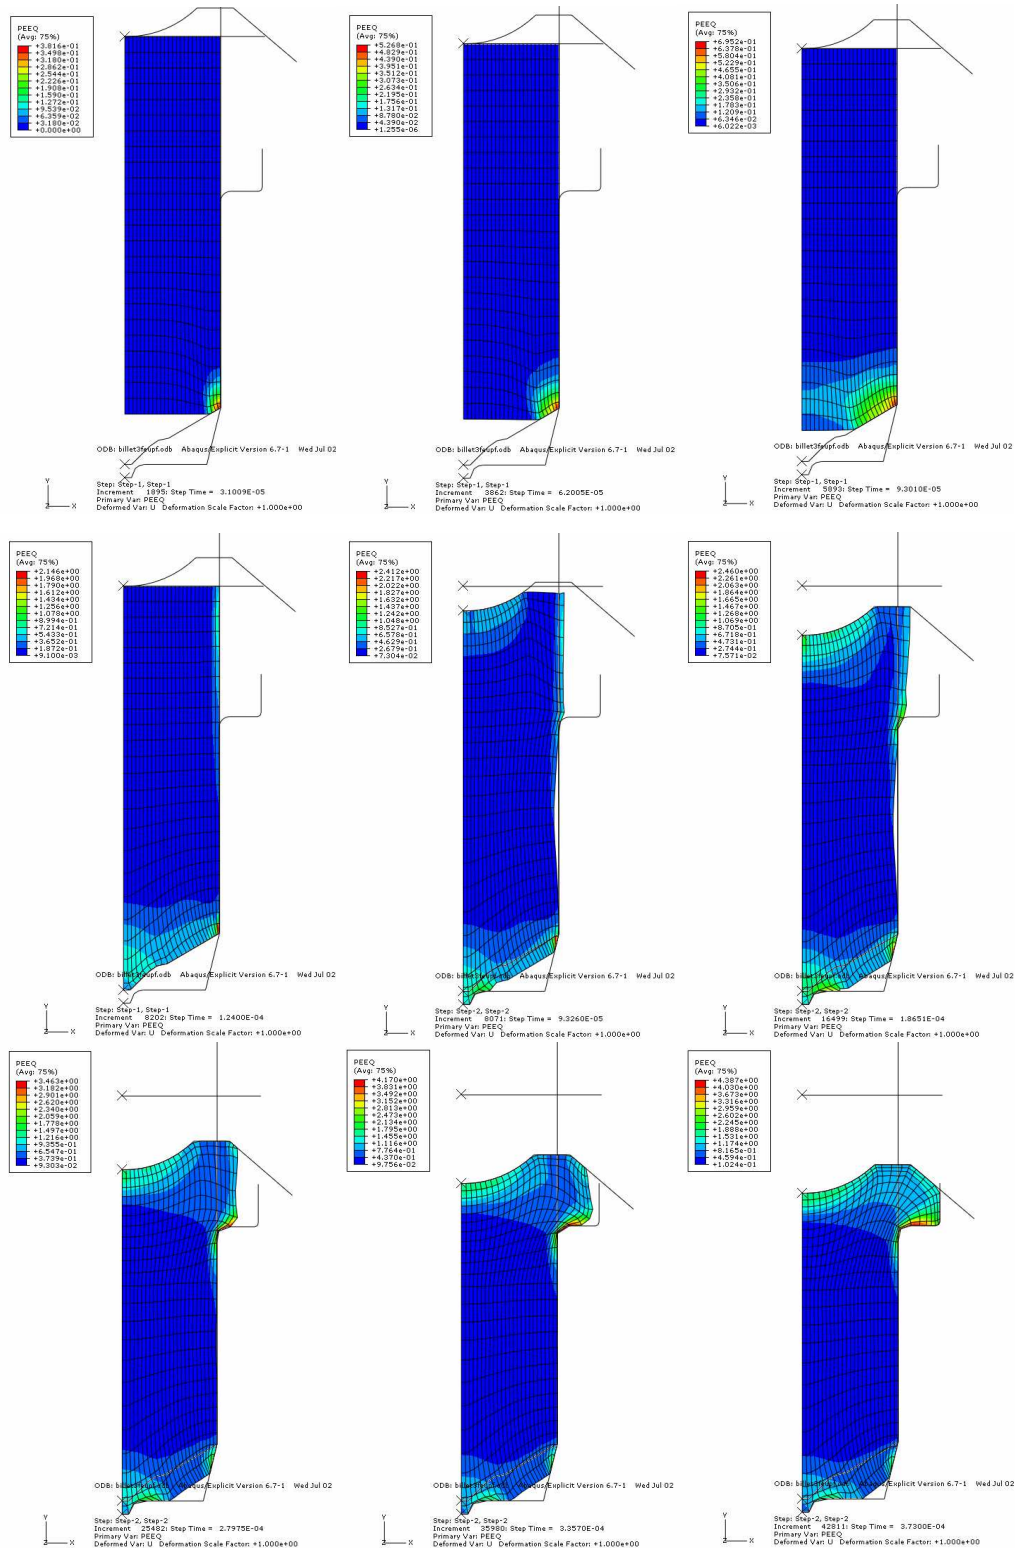 PEEQ
(Avg: 75%)
+3.816e-01
+3.498e-01
+3.180e-01
+2.862e-01
+2.544e-01
+2.226e-01
+1.908e-01
+1.590e-01
+1.272e-01
+9.539e-02
+6.359e-02
+3.180e-02
+0.000e+00
ODB: billet3feupf.odb Abaqus/Explicit Version 6.7-1 Wed Jul 02
Y
Z X
Step: Step-1, Step-1
Increment 1895: Step Time = 3.1009E-05
Primary Var: PEEQ
Deformed Var: U Deformation Scale Factor: +1.000e+00
PEEQ
(Avg: 75%)
+5.268e-01
+4.829e-01
+4.390e-01
+3.951e-01
+3.512e-01
+3.073e-01
+2.634e-01
+2.195e-01
+1.756e-01
+1.317e-01
+8.780e-02
+4.390e-02
+1.255e-06
ODB: billet3feupf.odb Abaqus/Explicit Version 6.7-1 Wed Jul 02
Y
Z X
Step: Step-1, Step-1
Increment 3862: Step Time = 6.2005E-05
Primary Var: PEEQ
Deformed Var: U Deformation Scale Factor: +1.000e+00
PEEQ
(Avg: 75%)
+6.952e-01
+6.378e-01
+5.804e-01
+5.229e-01
+4.655e-01
+4.081e-01
+3.506e-01
+2.932e-01
+2.358e-01
+1.783e-01
+1.209e-01
+6.346e-02
+6.022e-03
ODB: billet3feupf.odb Abaqus/Explicit Version 6.7-1 Wed Jul 02
Y
Z X
Step: Step-1, Step-1
Increment 5893: Step Time = 9.3010E-05
Primary Var: PEEQ
Deformed Var: U Deformation Scale Factor: +1.000e+00
PEEQ
(Avg: 75%)
+2.146e+00
+1.968e+00
+1.790e+00
+1.612e+00
+1.434e+00
+1.256e+00
+1.078e+00
+8.994e-01
+7.214e-01
+5.433e-01
+3.652e-01
+1.872e-01
+9.100e-03
ODB: Abaqus/Explicit Version 6.7-1 Wed Jul 02
Y
Z X
Step: Step-1, Step-1
Increment 8202: Step Time = 1.2400E-04
Primary Var: PEEQ
Deformed Var: U Deformation Scale Factor: +1.000e+00
PEEQ
(Avg: 75%)
+2.412e+00
+2.217e+00
+2.022e+00
+1.827e+00
+1.632e+00
+1.437e+00
+1.242e+00
+1.048e+00
+8.527e-01
+6.578e-01
+4.629e-01
+2.679e-01
+7.304e-02
ODB: Abaqus/Explicit Version 6.7-1 Wed Jul 02
Y
Z X
Step: Step-2, Step-2
Increment 8071: Step Time = 9.3260E-05
Primary Var: PEEQ
Deformed Var: U Deformation Scale Factor: +1.000e+00
PEEQ
(Avg: 75%)
+2.460e+00
+2.261e+00
+2.063e+00
+1.864e+00
+1.665e+00
+1.467e+00
+1.268e+00
+1.069e+00
+8.705e-01
+6.718e-01
+4.731e-01
+2.744e-01
+7.571e-02
ODB: Abaqus/Explicit Version 6.7-1 Wed Jul 02
Y
Z X
Step: Step-2, Step-2
Increment 16499: Step Time = 1.8651E-04
Primary Var: PEEQ
Deformed Var: U Deformation Scale Factor: +1.000e+00
PEEQ
(Avg: 75%)
+3.463e+00
+3.182e+00
+2.901e+00
+2.620e+00
+2.340e+00
+2.059e+00
+1.778e+00
+1.497e+00
+1.216e+00
+9.355e-01
+6.547e-01
+3.739e-01
+9.303e-02
ODB: Abaqus/Explicit Version 6.7-1 Wed Jul 02
Y
Z X
Step: Step-2, Step-2
Increment 25482: Step Time = 2.7975E-04
Primary Var: PEEQ
Deformed Var: U Deformation Scale Factor: +1.000e+00
PEEQ
(Avg: 75%)
+4.170e+00
+3.831e+00
+3.492e+00
+3.152e+00
+2.813e+00
+2.473e+00
+2.134e+00
+1.795e+00
+1.455e+00
+1.116e+00
+7.764e-01
+4.370e-01
+9.756e-02
ODB: Abaqus/Explicit Version 6.7-1 Wed Jul 02
Y
Z X
Step: Step-2, Step-2
Increment 35980: Step Time = 3.3570E-04
Primary Var: PEEQ
Deformed Var: U Deformation Scale Factor: +1.000e+00
PEEQ
(Avg: 75%)
+4.387e+00
+4.030e+00
+3.673e+00
+3.316e+00
+2.959e+00
+2.602e+00
+2.245e+00
+1.888e+00
+1.531e+00
+1.174e+00
+8.165e-01
+4.594e-01
+1.024e-01
ODB: Abaqus/Explicit Version 6.7-1 Wed Jul 02
Y
Z X
Step: Step-2, Step-2
Increment 42811: Step Time = 3.7300E-04
Primary Var: PEEQ
Deformed Var: U Deformation Scale Factor: +1.000e+00